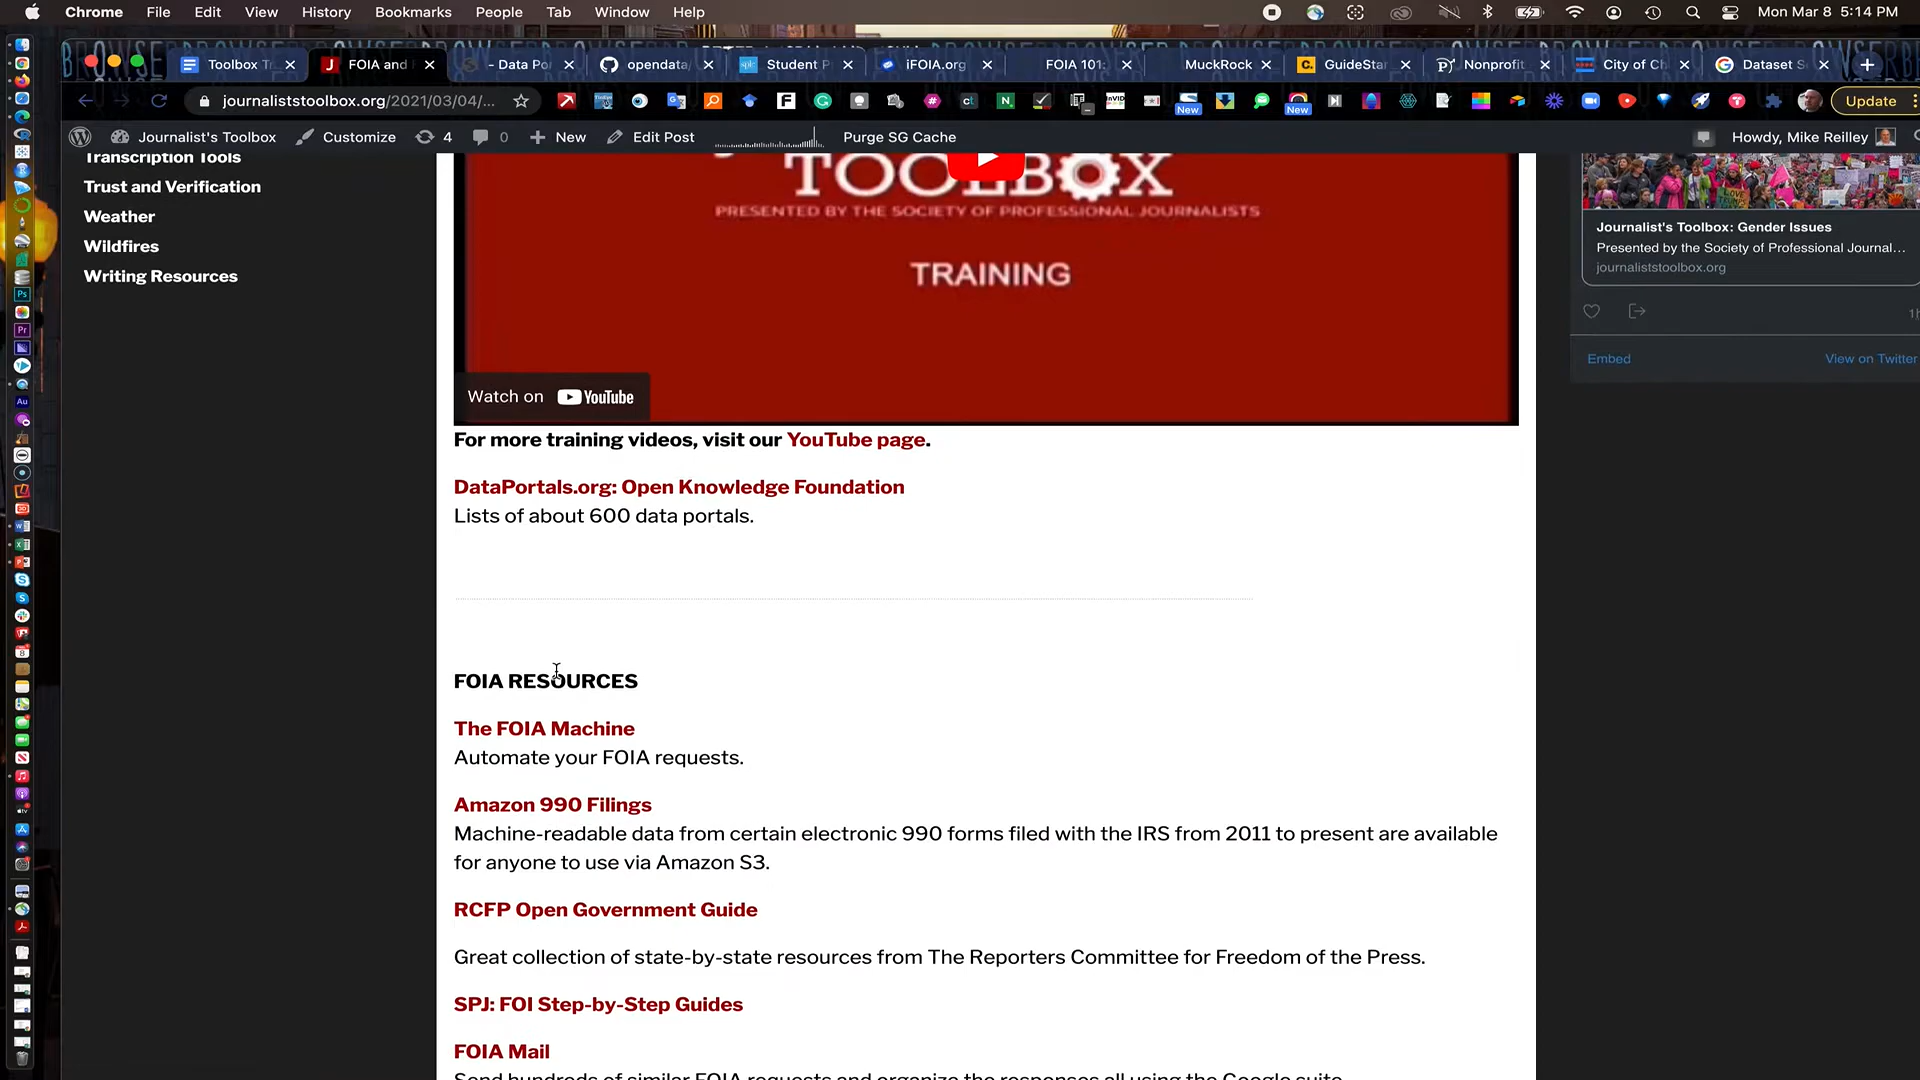 Chrome File Edit View History Bookmarks People Tab Window Help Mon Mar 8 5:14 PM
Toolbox Tr FOIA and - Data Po opendata/ Student P iFOIA.org FOIA 101: MuckRock GuideStar Nonprofit City of Ch Dataset S
journaliststoolbox.org/2021/03/04/... Update
New New
Journalist's Toolbox Customize 4 0 New Edit Post Purge SG Cache Howdy, Mike Reilley
Transcription Tools
Trust and Verification
Weather
Wildfires
Writing Resources
TOOLBOX
PRESENTED BY THE SOCIETY OF PROFESSIONAL JOURNALISTS
TRAINING
Watch on YouTube
Journalist's Toolbox: Gender Issues
Presented by the Society of Professional Journal...
journaliststoolbox.org
Embed View on Twitter
For more training videos, visit our YouTube page.
DataPortals.org: Open Knowledge Foundation
Lists of about 600 data portals.
FOIA RESOURCES
The FOIA Machine
Automate your FOIA requests.
Amazon 990 Filings
Machine-readable data from certain electronic 990 forms filed with the IRS from 2011 to present are available
for anyone to use via Amazon S3.
RCFP Open Government Guide
Great collection of state-by-state resources from The Reporters Committee for Freedom of the Press.
SPJ: FOI Step-by-Step Guides
FOIA Mail
Send hundreds of similar FOIA requests and organize the responses all using the Google suite.